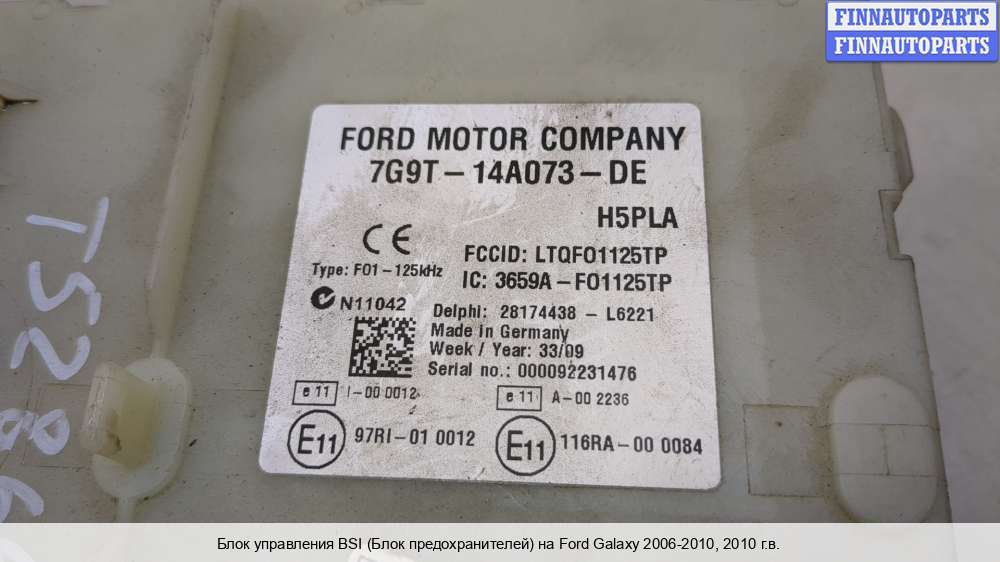 FINNAUTOPARTS
FINNAUTOPARTS
FORD MOTOR COMPANY
7G9T-14A073-DE
H5PLA
CE
FCCID: LTQFO1125TP
Type: FO1-125kHz
IC: 3659A-FO1125TP
N11042
Delphi: 28174438 - L6221
Made in Germany
Week / Year: 33/09
Serial no.: 000092231476
e 11 I-00 0012
e 11 A-00 2236
E11 97RI-01 0012
E11 116RA-00 0084
TS28
Блок управления BSI (Блок предохранителей) на Ford Galaxy 2006-2010, 2010 г.в.